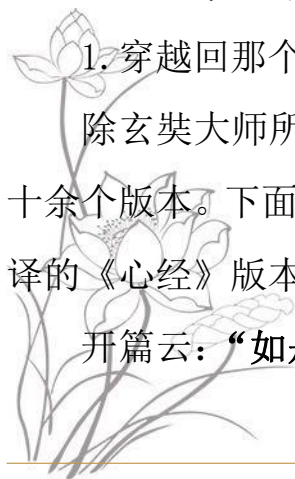 1.穿越回那个
除玄奘大师所
十余个版本。下面
译的《心经》版本
开篇云：“如